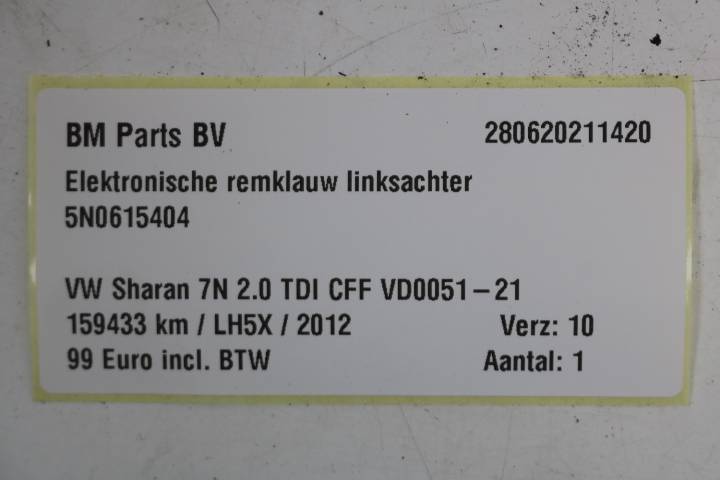 BM Parts BV 280620211420
Elektronische remklauw linksachter
5N0615404
VW Sharan 7N 2.0 TDI CFF VD0051-21
159433 km / LH5X / 2012 Verz: 10
99 Euro incl. BTW Aantal: 1